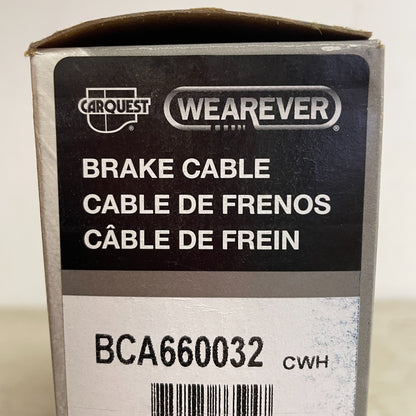 CARQUEST WEAREVER
BRAKE CABLE
CABLE DE FRENOS
CÂBLE DE FREIN
BCA660032 CWH